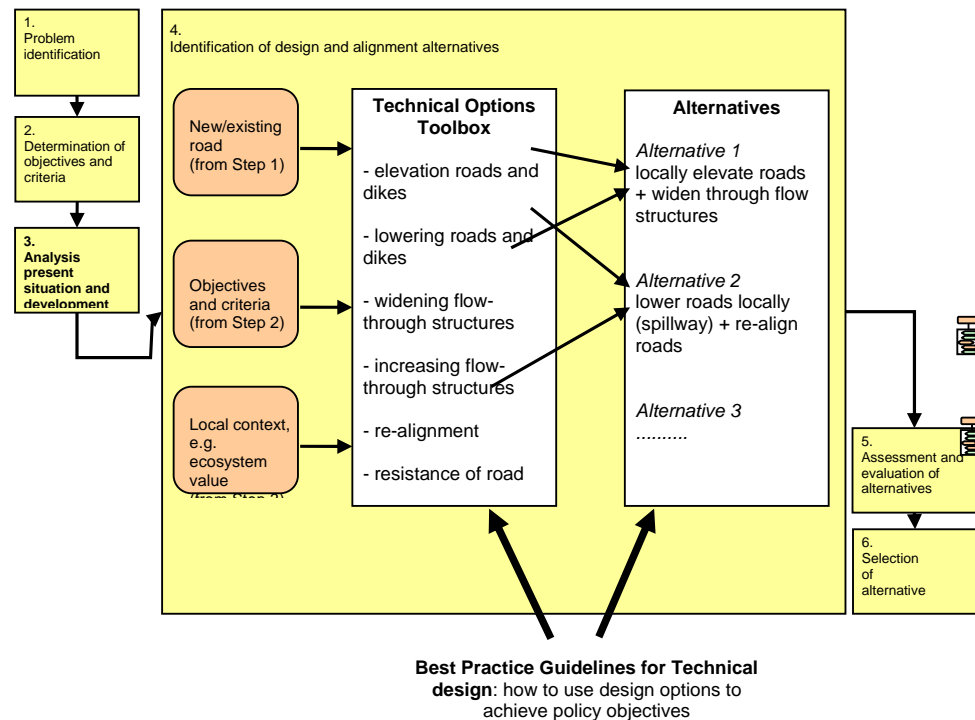 1.
Problem
identification
2.
Determination of
objectives and
criteria
3.
Analysis
present
situation and
development
4.
Identification of design and alignment alternatives
New/existing
road
(from Step 1)
Objectives
and criteria
(from Step 2)
Local context,
e.g.
ecosystem
value
Technical Options
Toolbox
- elevation roads and
dikes
- lowering roads and
dikes
- widening flow-
through structures
- increasing flow-
through structures
- re-alignment
- resistance of road
Alternatives
Alternative 1
locally elevate roads
+ widen through flow
structures
Alternative 2
lower roads locally
(spillway) + re-align
roads
Alternative 3
..........
5.
Assessment and
evaluation of
alternatives
6.
Selection
of
alternative
Best Practice Guidelines for Technical
design: how to use design options to
achieve policy objectives